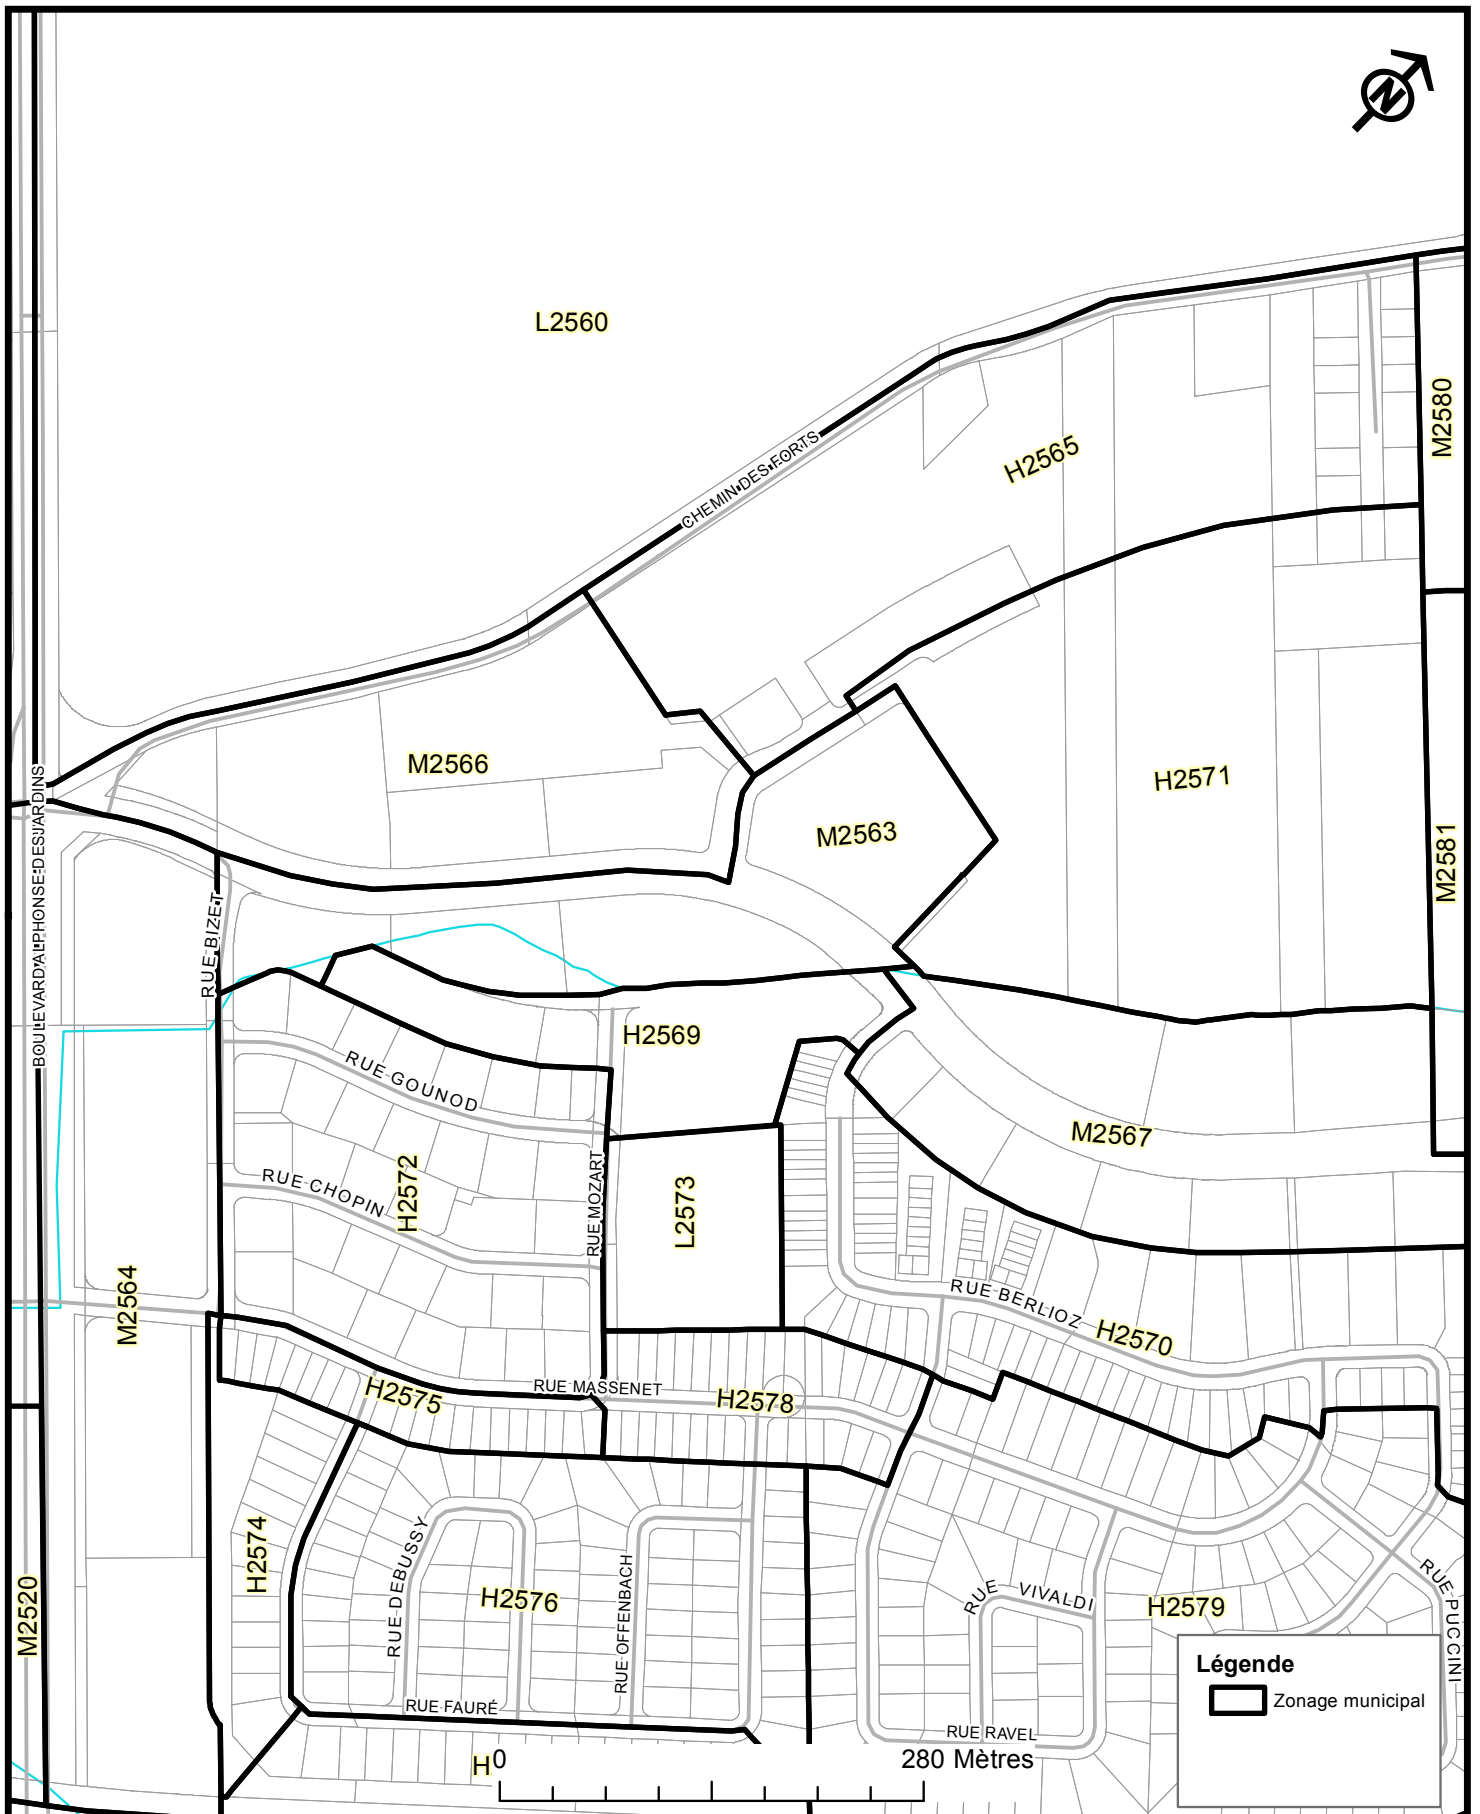 N
L2560
M2580
CHEMIN DES FORTS
H2565
M2566
H2571
BOULEVARD ALPHONSE-DESJARDINS
M2563
M2581
RUE BIZET
H2569
RUE GOUNOD
M2567
H2572
RUE CHOPIN
RUE MOZART
L2573
M2564
RUE BERLIOZ
H2570
H2575
RUE MASSENET
H2578
H2574
RUE DEBUSSY
H2576
RUE OFFENBACH
RUE VIVALDI
H2579
RUE PUCCINI
M2520
Légende
Zonage municipal
RUE FAURÉ
RUE RAVEL
H
0
280 Mètres